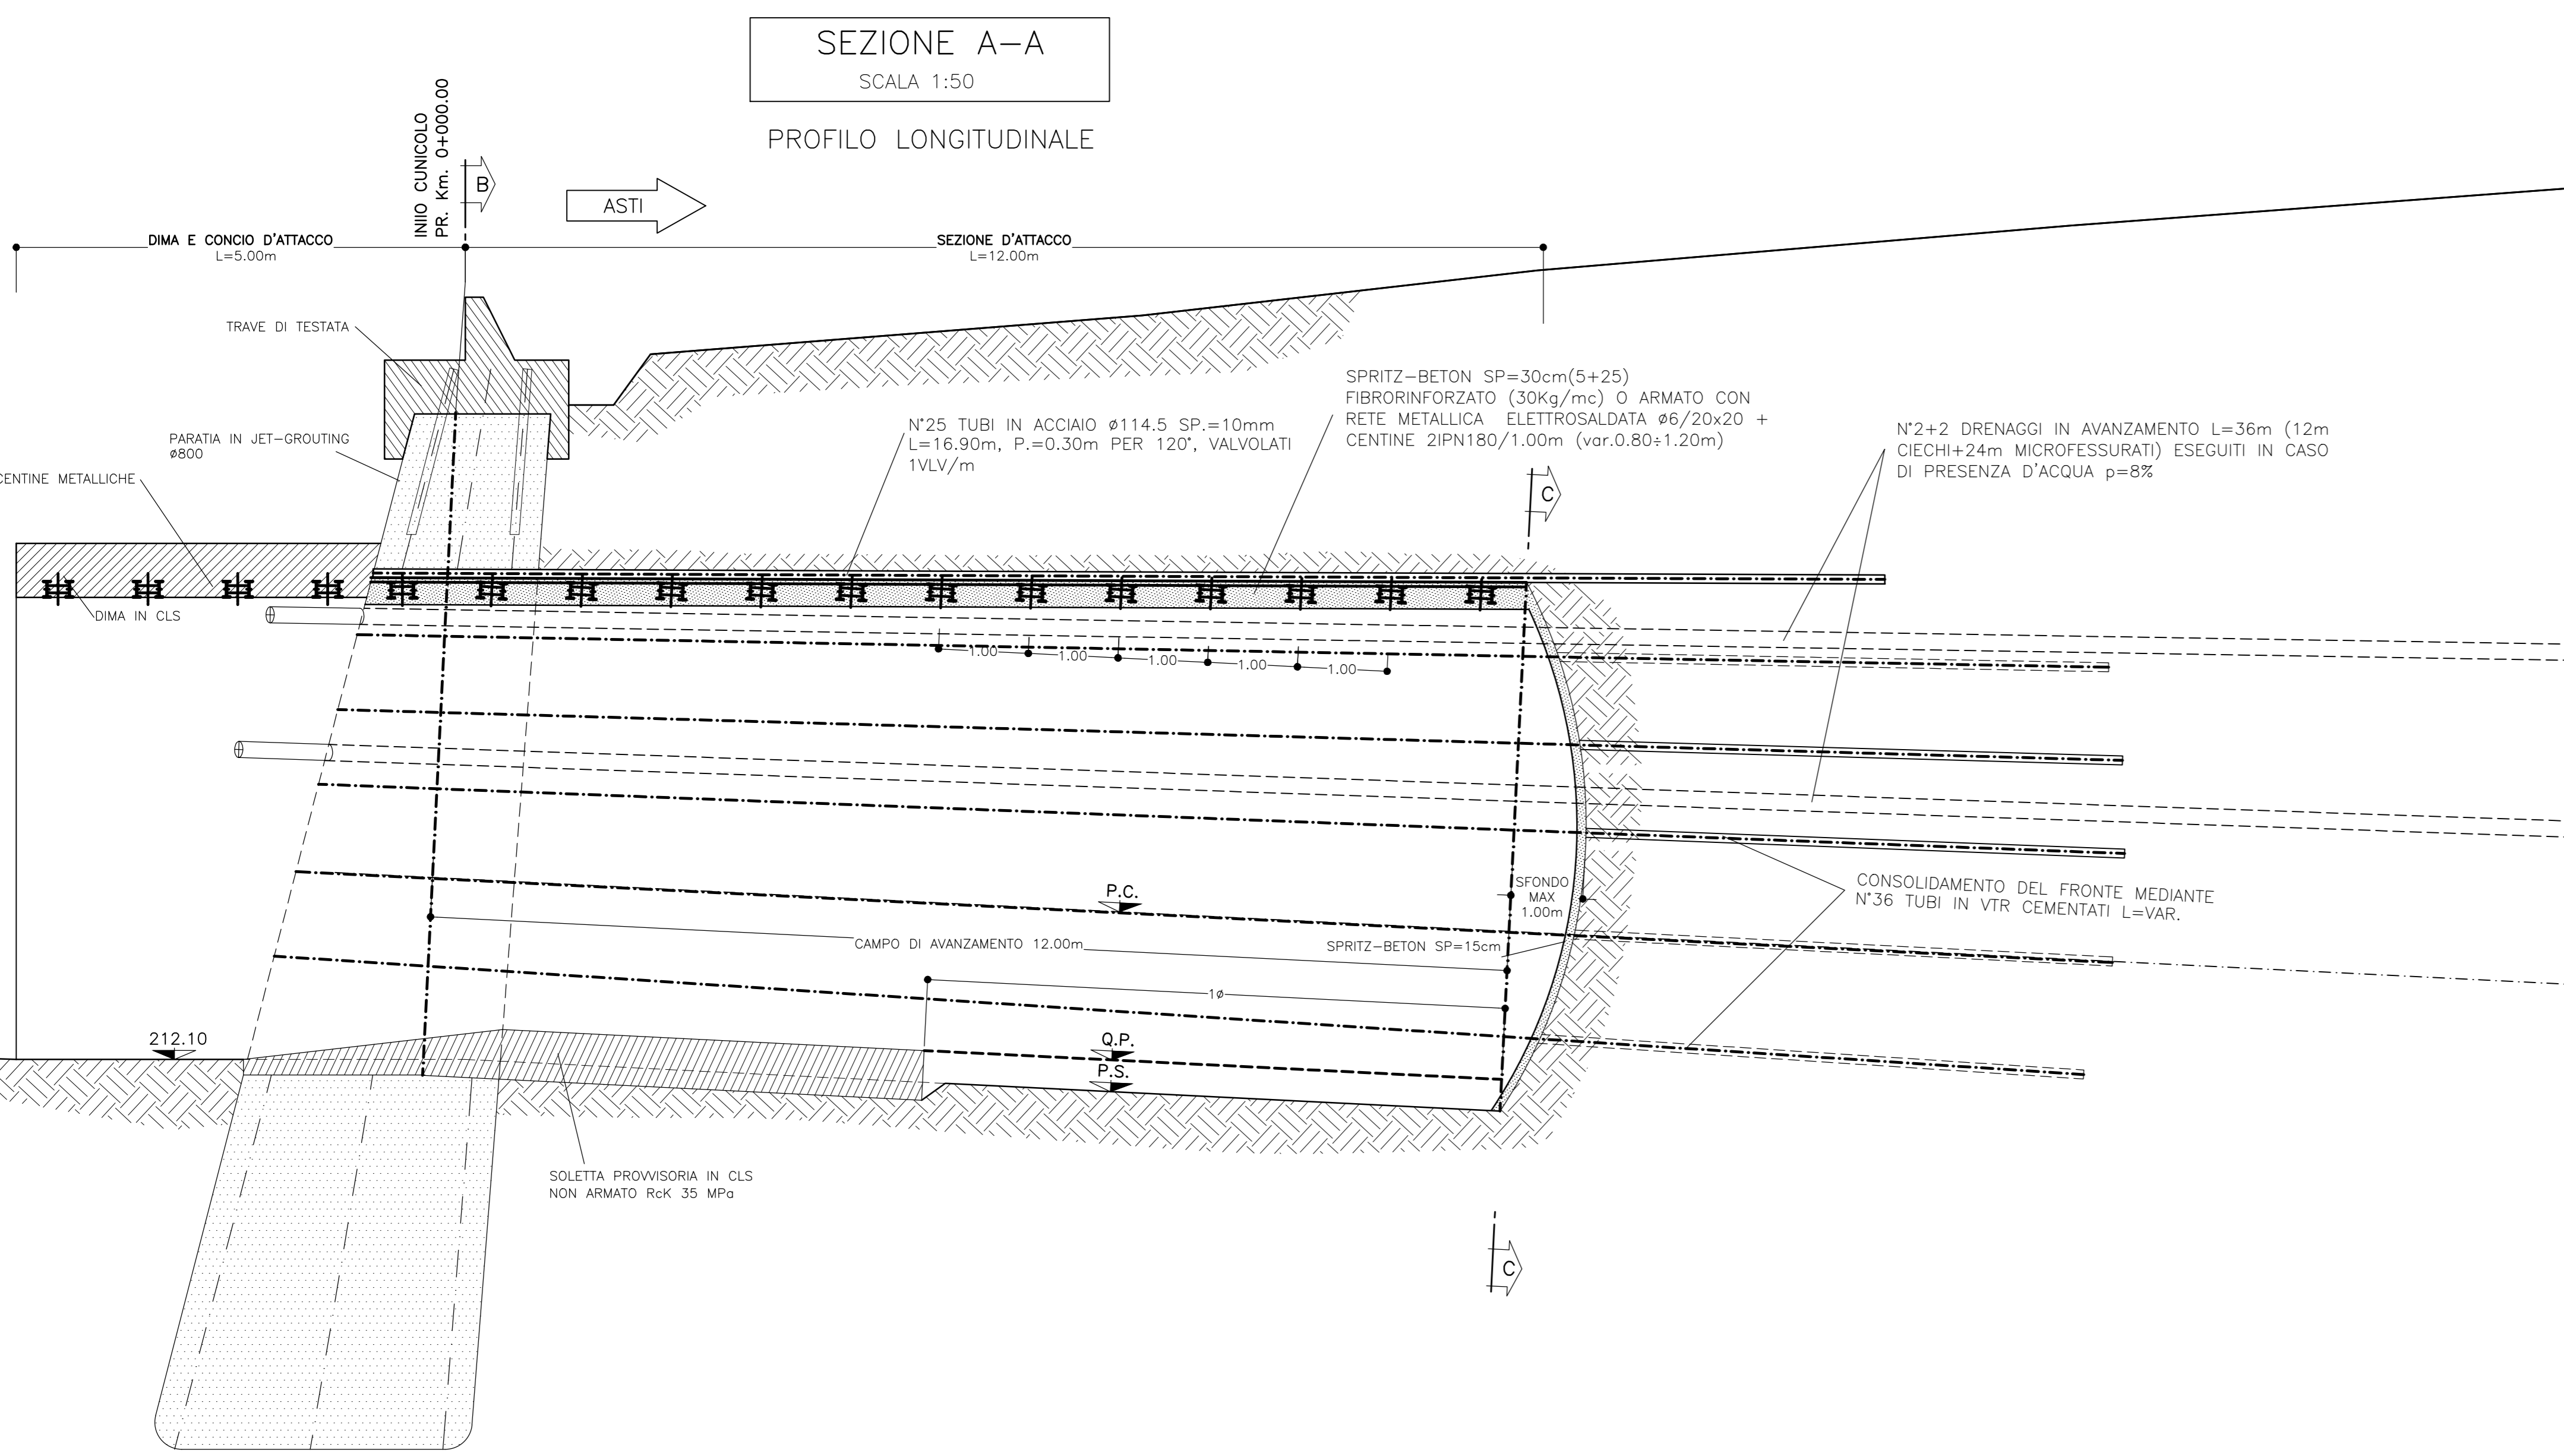 SEZIONE A-A
SCALA 1:50
PROFILO LONGITUDINALE
INIIO CUNICOLO
PR. Km. 0+000.00
B
ASTI
DIMA E CONCIO D'ATTACCO
L=5.00m
SEZIONE D'ATTACCO
L=12.00m
TRAVE DI TESTATA
PARATIA IN JET-GROUTING
ø800
CENTINE METALLICHE
DIMA IN CLS
N°25 TUBI IN ACCIAIO ø114.5 SP.=10mm
L=16.90m, P.=0.30m PER 120°, VALVOLATI
1VLV/m
SPRITZ-BETON SP=30cm(5+25)
FIBRORINFORZATO (30Kg/mc) O ARMATO CON
RETE METALLICA ELETTROSALDATA ø6/20x20 +
CENTINE 2IPN180/1.00m (var.0.80÷1.20m)
N°2+2 DRENAGGI IN AVANZAMENTO L=36m (12m
CIECHI+24m MICROFESSURATI) ESEGUITI IN CASO
DI PRESENZA D'ACQUA p=8%
C
1.00
1.00
1.00
1.00
1.00
P.C.
SFONDO
MAX
1.00m
CONSOLIDAMENTO DEL FRONTE MEDIANTE
N°36 TUBI IN VTR CEMENTATI L=VAR.
CAMPO DI AVANZAMENTO 12.00m
SPRITZ-BETON SP=15cm
1ø
212.10
Q.P.
P.S.
SOLETTA PROVVISORIA IN CLS
NON ARMATO RcK 35 MPa
C